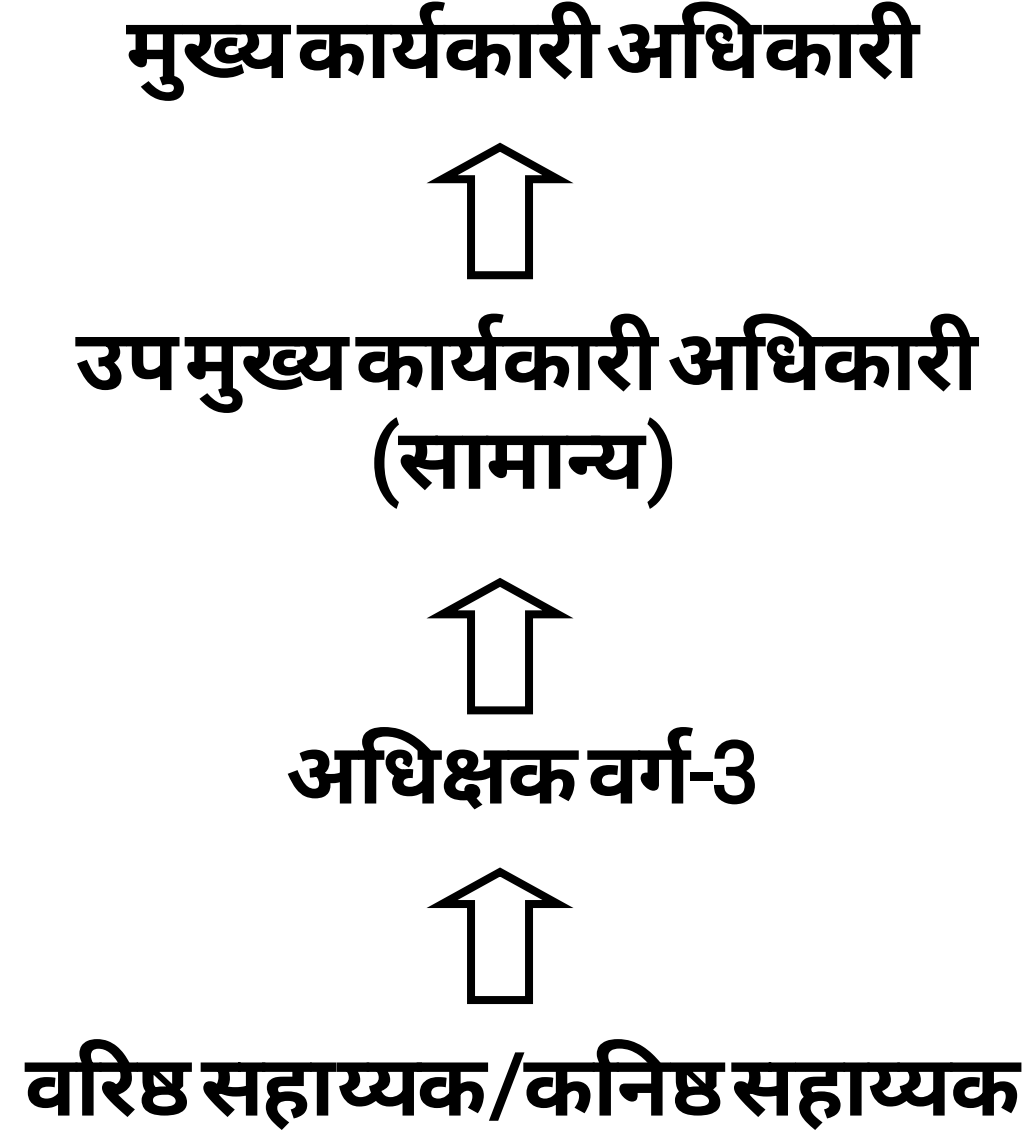 मुख्य कार्यकारी अधिकारी
उप मुख्य कार्यकारी अधिकारी
(सामान्य)
अधिक्षक वर्ग-3
वरिष्ठ सहाय्यक/कनिष्ठ सहाय्यक